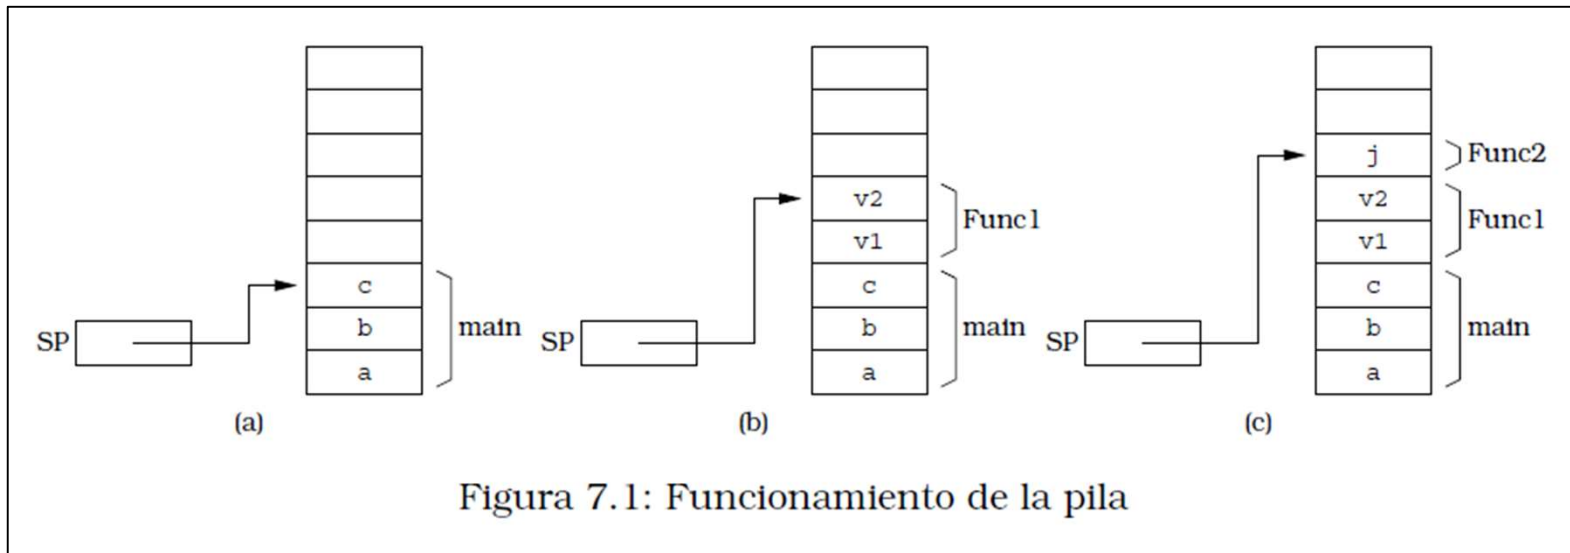 c
b
a
main
SP
(a)
v2
v1
c
b
a
Func1
main
SP
(b)
j
v2
v1
c
b
a
Func2
Func1
main
SP
(c)
Figura 7.1: Funcionamiento de la pila